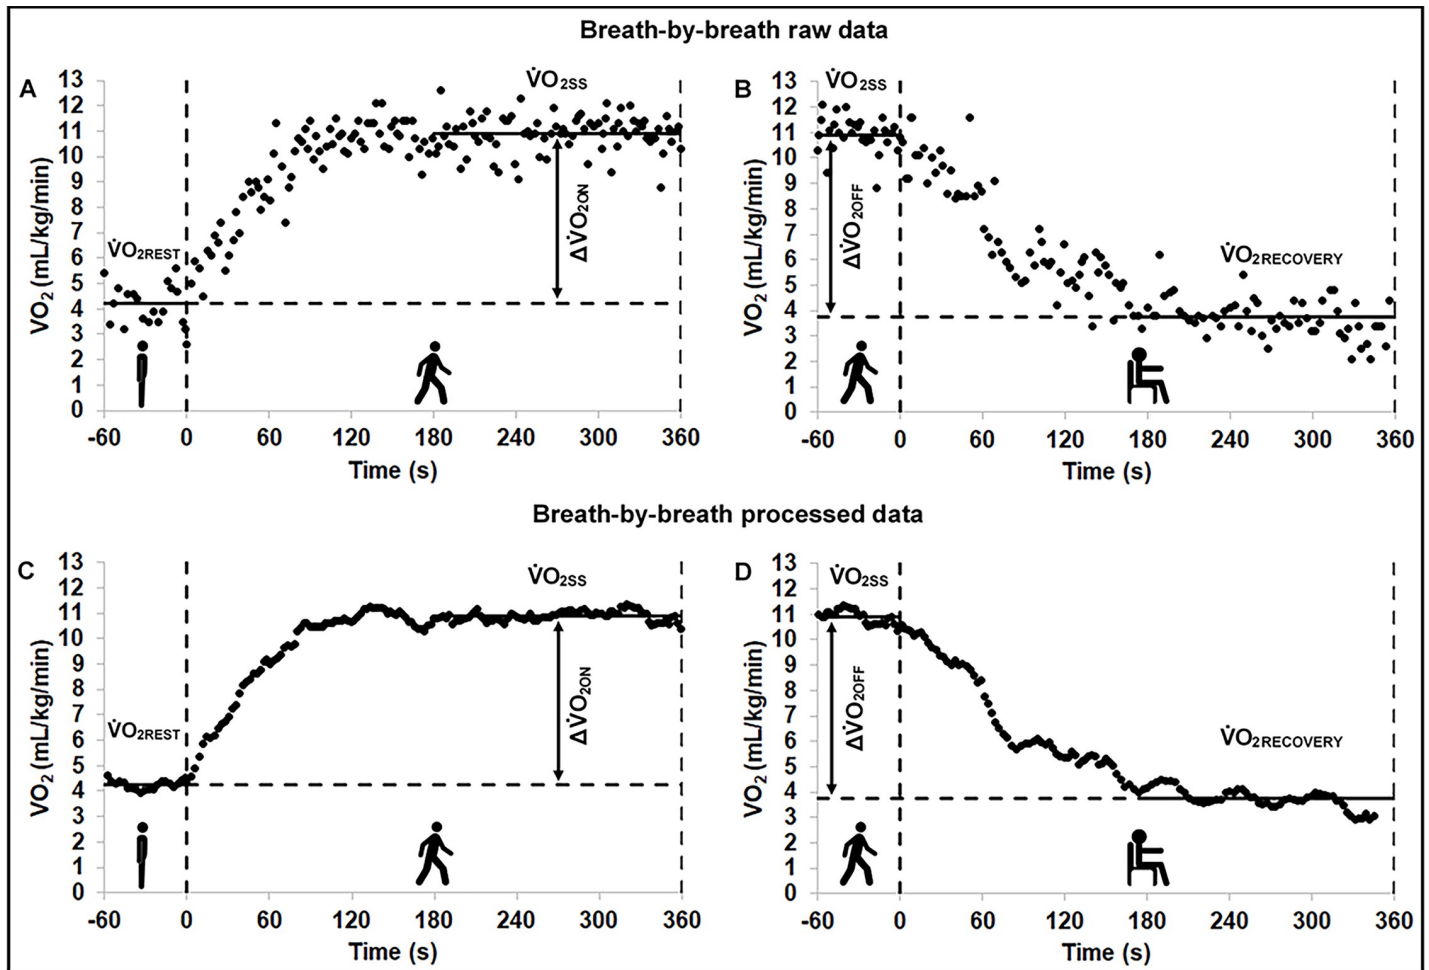 Breath-by-breath raw data
A
V̇O2SS
13
12
11
10
9
8
7
6
5
4
3
2
1
0
VO2 (mL/kg/min)
V̇O2REST
ΔV̇O2ON
-60 0 60 120 180 240 300 360
Time (s)
B
V̇O2SS
13
12
11
10
9
8
7
6
5
4
3
2
1
0
VO2 (mL/kg/min)
ΔV̇O2OFF
V̇O2RECOVERY
-60 0 60 120 180 240 300 360
Time (s)
Breath-by-breath processed data
C
V̇O2SS
13
12
11
10
9
8
7
6
5
4
3
2
1
0
VO2 (mL/kg/min)
V̇O2REST
ΔV̇O2ON
-60 0 60 120 180 240 300 360
Time (s)
D
V̇O2SS
13
12
11
10
9
8
7
6
5
4
3
2
1
0
VO2 (mL/kg/min)
ΔV̇O2OFF
V̇O2RECOVERY
-60 0 60 120 180 240 300 360
Time (s)